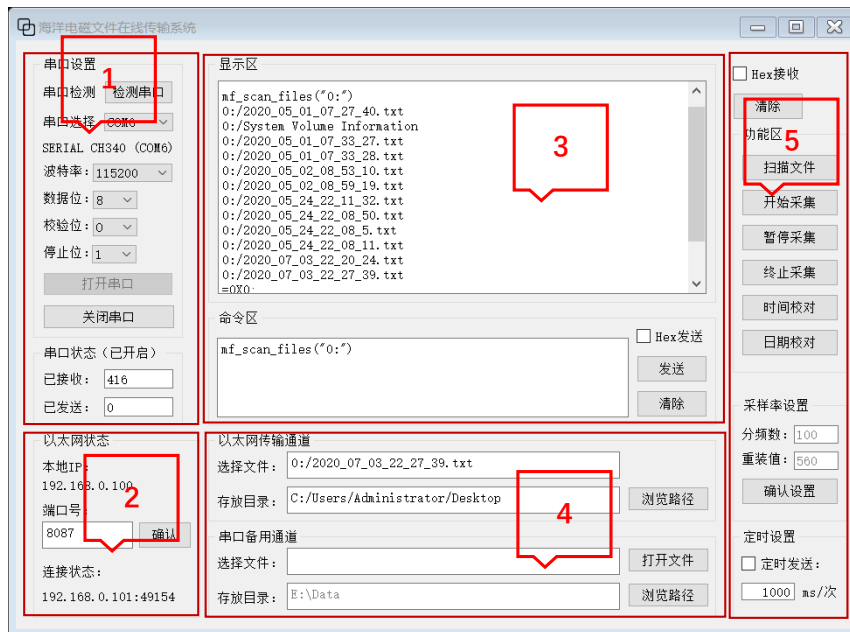 海洋电磁文件在线传输系统
串口设置
1
串口检测 检测串口
串口选择 COM6
SERIAL CH340 (COM6)
波特率: 115200
数据位: 8
校验位: 0
停止位: 1
打开串口
关闭串口
串口状态（已开启）
已接收: 416
已发送: 0
以太网状态
本地IP:
192.168.0.100
2
端口号:
8087 确认
连接状态:
192.168.0.101:49154
显示区
3
mf_scan_files("0:")
0:/2020_05_01_07_27_40.txt
0:/System Volume Information
0:/2020_05_01_07_33_27.txt
0:/2020_05_01_07_33_28.txt
0:/2020_05_02_08_53_10.txt
0:/2020_05_02_08_59_19.txt
0:/2020_05_24_22_11_32.txt
0:/2020_05_24_22_08_50.txt
0:/2020_05_24_22_08_5.txt
0:/2020_05_24_22_08_11.txt
0:/2020_07_03_22_20_24.txt
0:/2020_07_03_22_27_39.txt
=0X0;
命令区
mf_scan_files("0:")
Hex发送
发送
清除
以太网传输通道
选择文件: 0:/2020_07_03_22_27_39.txt
存放目录: C:/Users/Administrator/Desktop 浏览路径
4
串口备用通道
选择文件: 打开文件
存放目录: E:\Data 浏览路径
Hex接收
清除
功能区
5
扫描文件
开始采集
暂停采集
终止采集
时间校对
日期校对
采样率设置
分频数: 100
重装值: 560
确认设置
定时设置
定时发送:
1000 ms/次